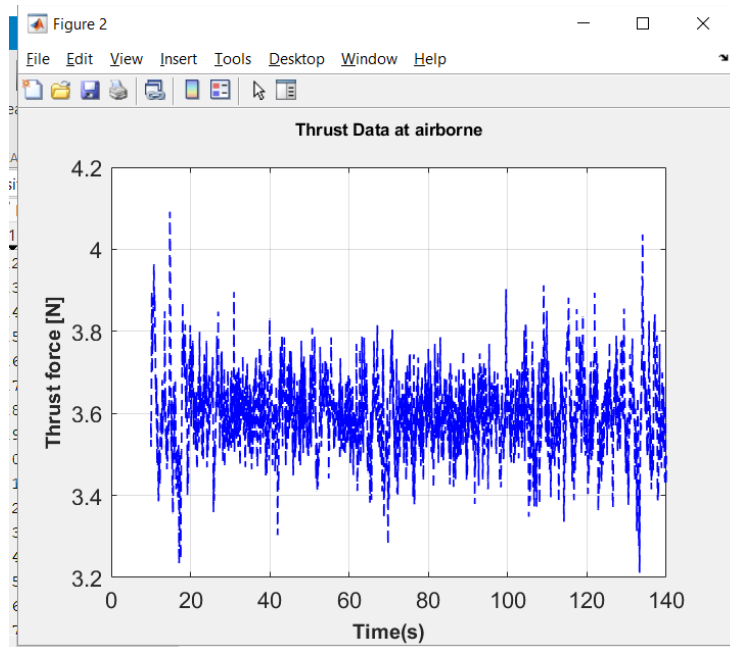 Figure 2
File Edit View Insert Tools Desktop Window Help
Thrust Data at airborne
Thrust force [N]
4.2
4
3.8
3.6
3.4
3.2
0 20 40 60 80 100 120 140
Time(s)